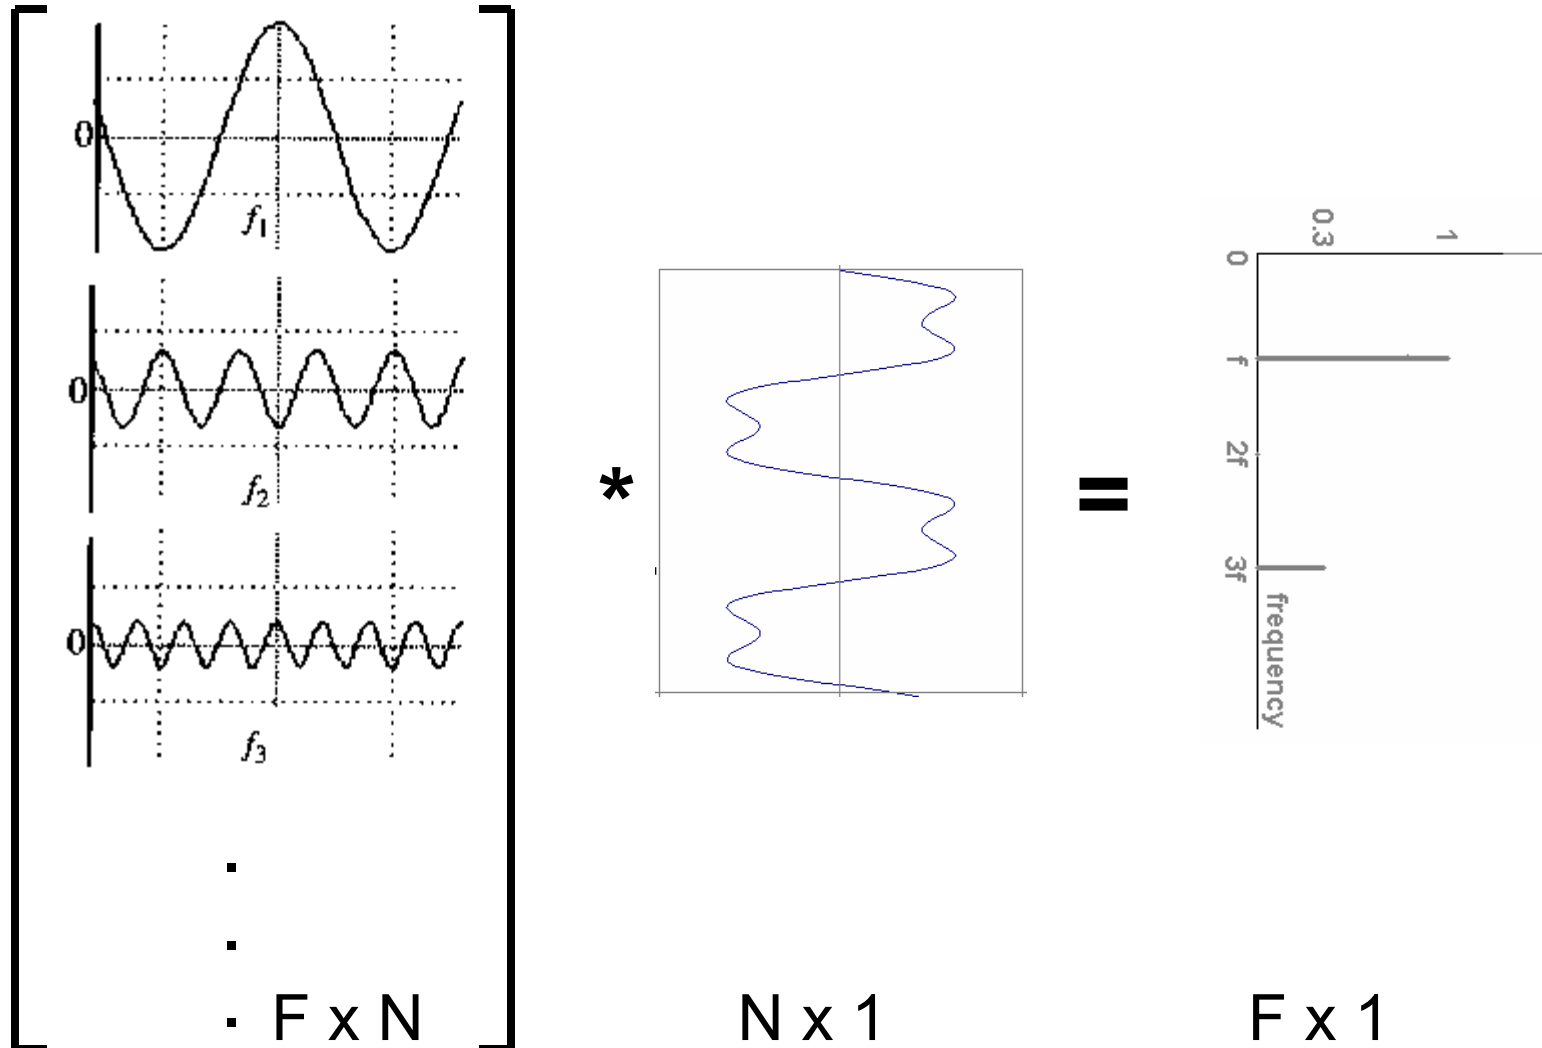 0
f1
0
f2
0
f3
.
.
. F x N
*
N x 1
=
0.3 1
0
f
2f
3f
frequency
F x 1